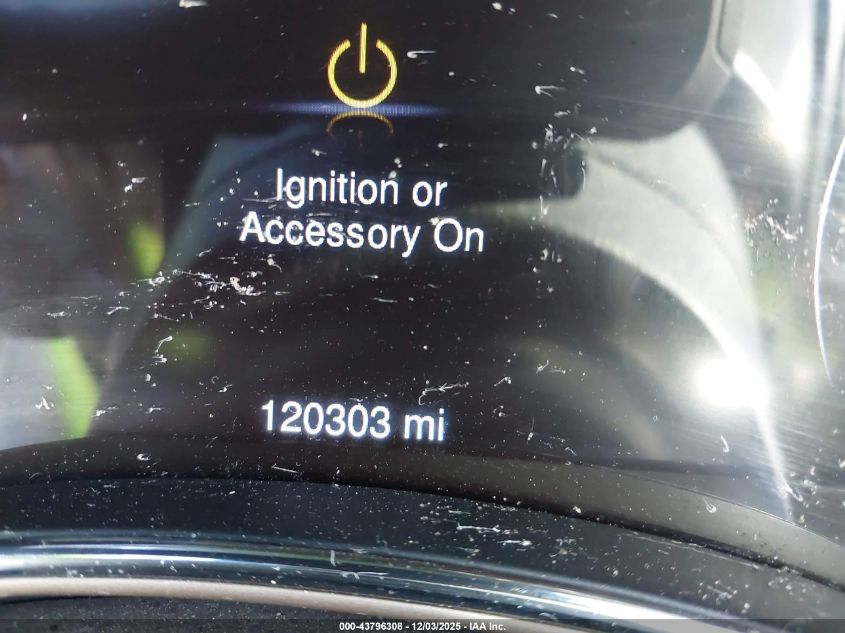 Ignition or
Accessory On
120303 mi
000-43796308 - 12/03/2025 - IAA Inc.